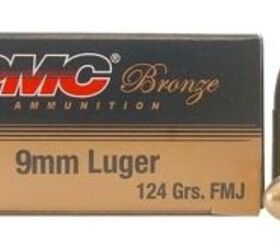 PMC Bronze
AMMUNITION
9mm Luger
124 Grs. FMJ